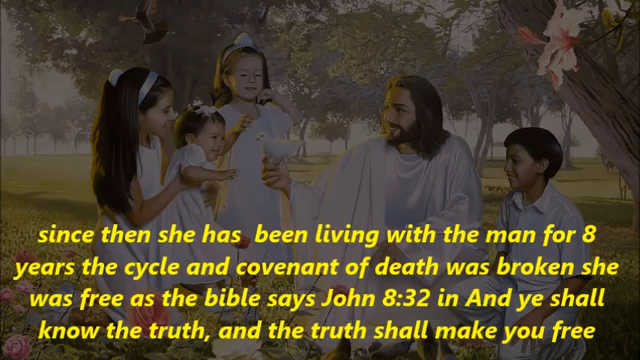 since then she has  been living with the man for 8
years the cycle and covenant of death was broken she
was free as the bible says John 8:32 in And ye shall
know the truth, and the truth shall make you free